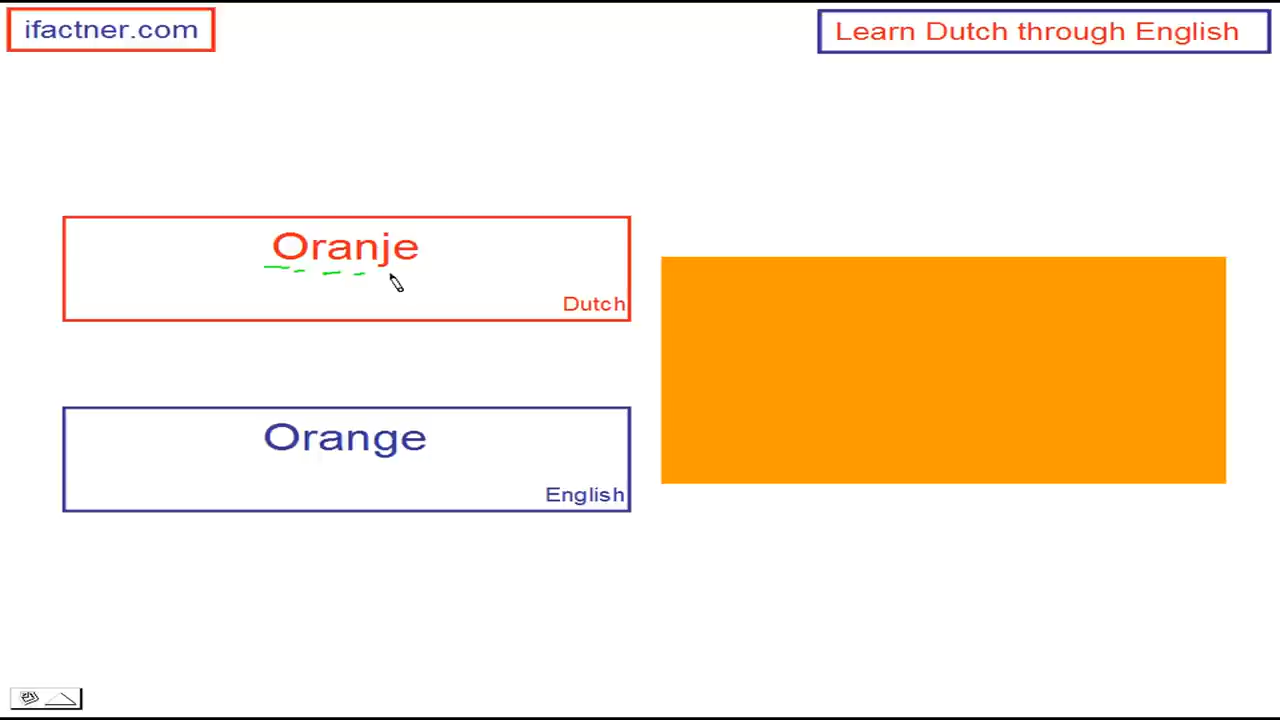 ifactner.com
Learn Dutch through English
Oranje
Dutch
Orange
English